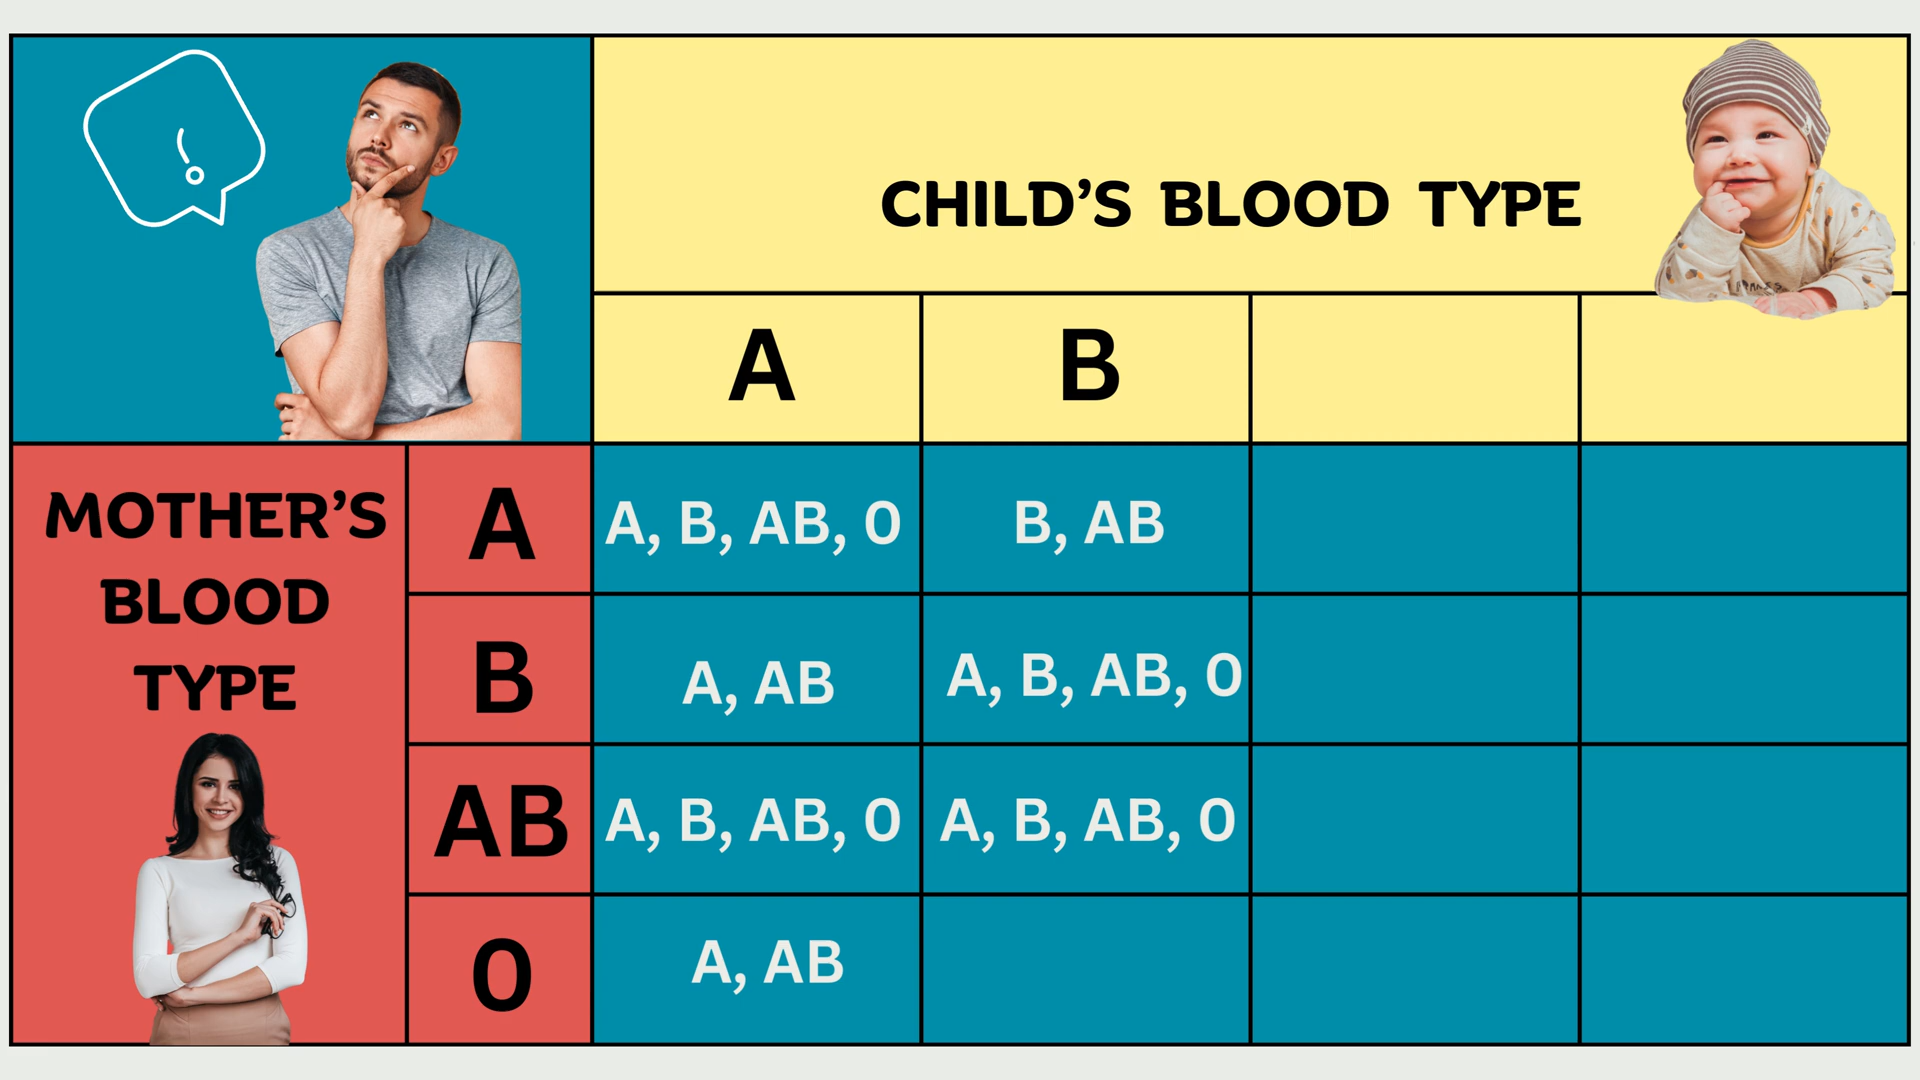 CHILD'S BLOOD TYPE
A B
MOTHER'S
BLOOD
TYPE
A A, B, AB, O B, AB
B A, AB A, B, AB, O
AB A, B, AB, O A, B, AB, O
O A, AB